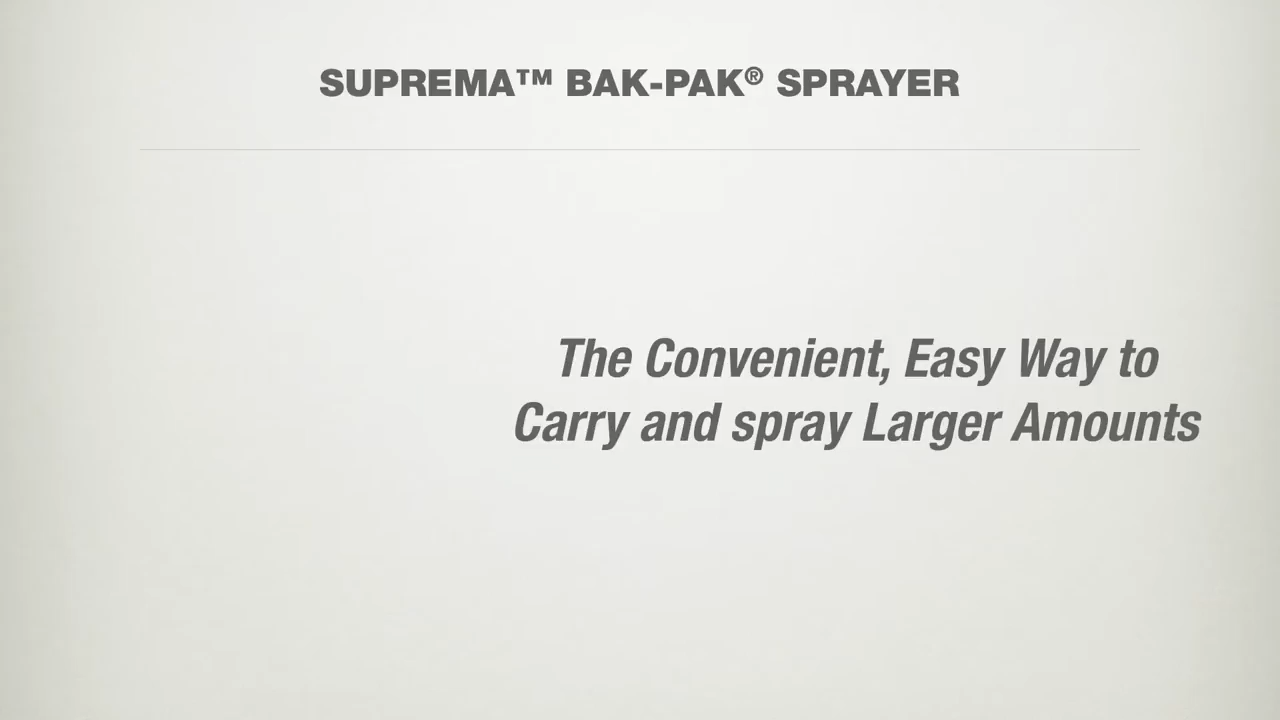 SUPREMA™ BAK-PAK® SPRAYER
The Convenient, Easy Way to
Carry and spray Larger Amounts